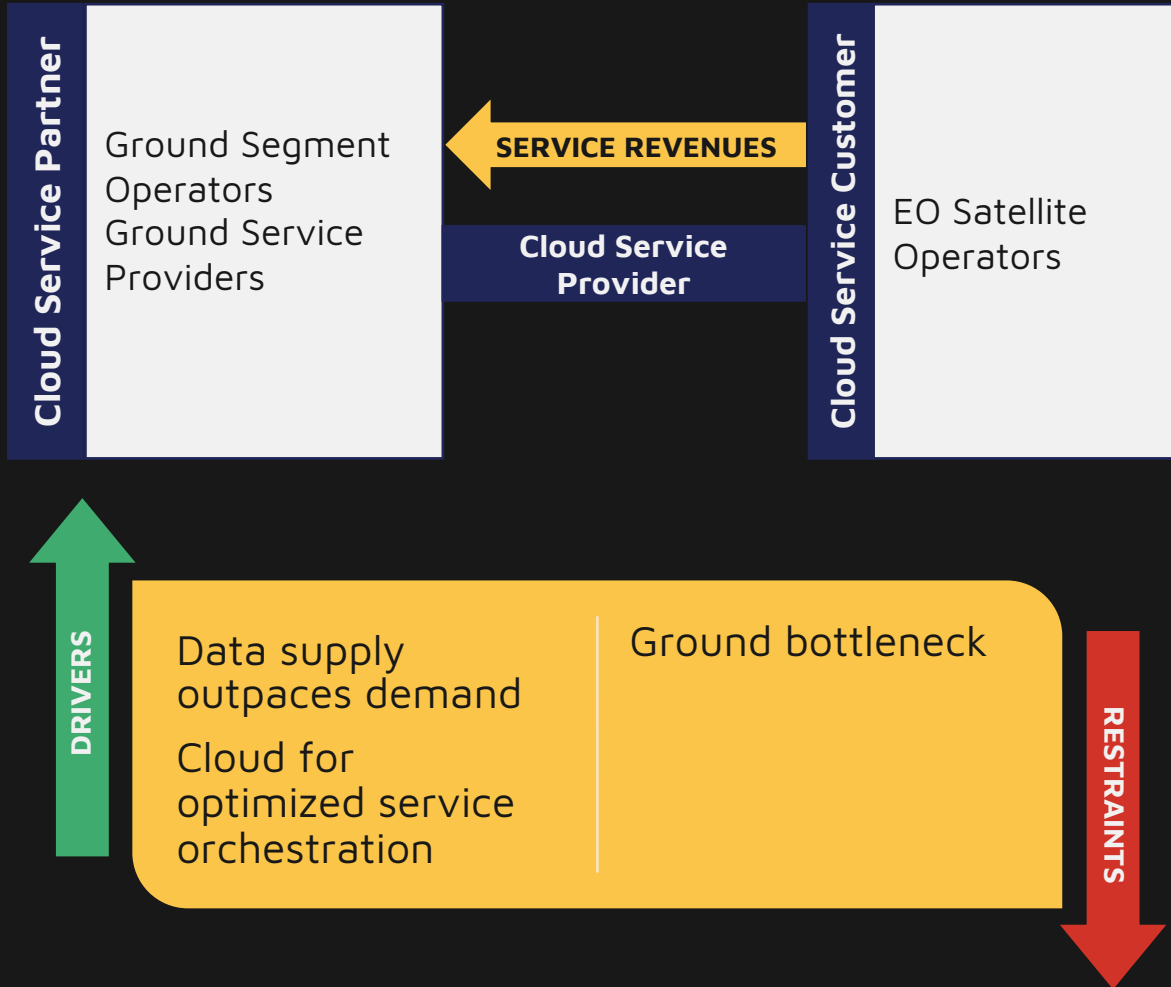 Cloud Service Partner
Ground Segment
Operators
Ground Service
Providers
SERVICE REVENUES
Cloud Service
Provider
Cloud Service Customer
EO Satellite
Operators
DRIVERS
Data supply
outpaces demand
Cloud for
optimized service
orchestration
Ground bottleneck
RESTRAINTS